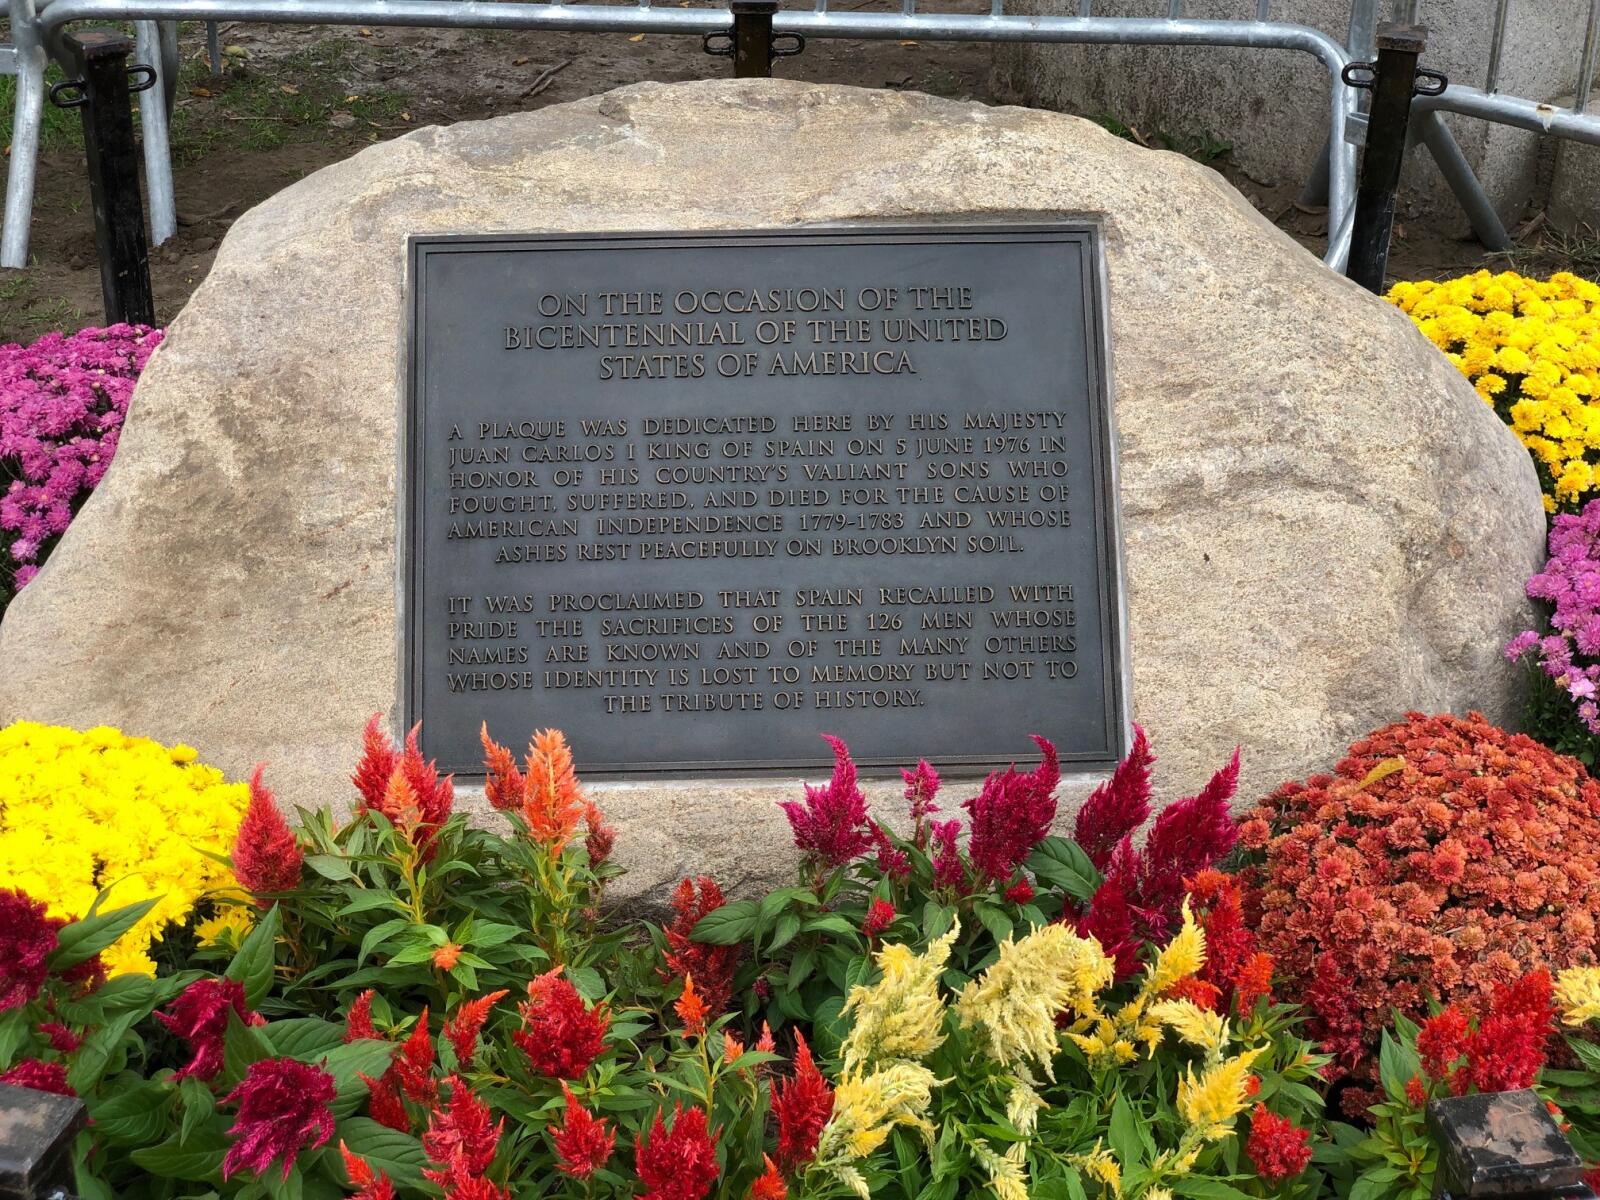 ON THE OCCASION OF THE
BICENTENNIAL OF THE UNITED
STATES OF AMERICA
A PLAQUE WAS DEDICATED HERE BY HIS MAJESTY
JUAN CARLOS I KING OF SPAIN ON 5 JUNE 1976 IN
HONOR OF HIS COUNTRY'S VALIANT SONS WHO
FOUGHT, SUFFERED, AND DIED FOR THE CAUSE OF
AMERICAN INDEPENDENCE 1779-1783 AND WHOSE
ASHES REST PEACEFULLY ON BROOKLYN SOIL.
IT WAS PROCLAIMED THAT SPAIN RECALLED WITH
PRIDE THE SACRIFICES OF THE 126 MEN WHOSE
NAMES ARE KNOWN AND OF THE MANY OTHERS
WHOSE IDENTITY IS LOST TO MEMORY BUT NOT TO
THE TRIBUTE OF HISTORY.